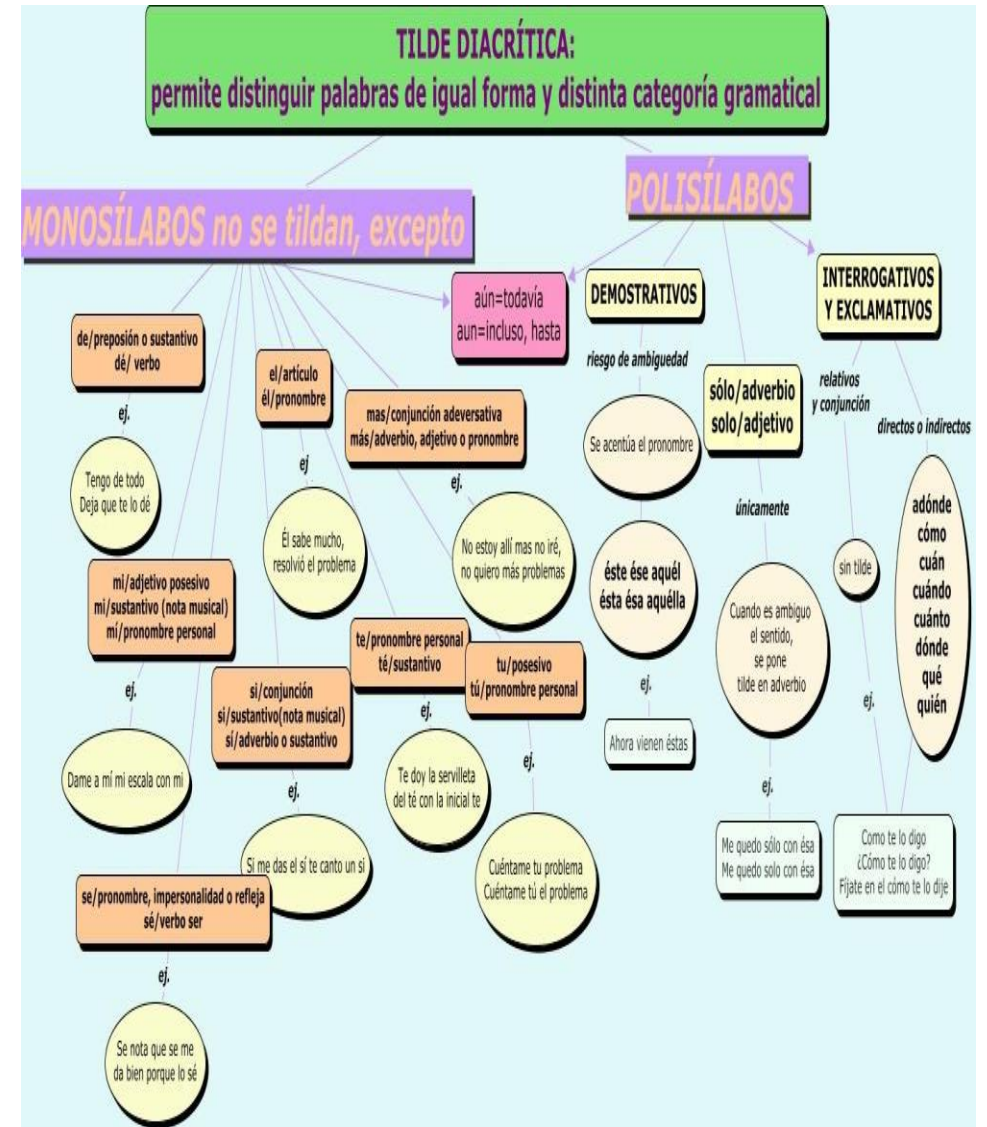 TILDE DIACRÍTICA:
permite distinguir palabras de igual forma y distinta categoría gramatical
MONOSÍLABOS no se tildan, excepto
POLISÍLABOS
de/preposión o sustantivo
dé/ verbo
ej.
Tengo de todo
Deja que te lo dé
mi/adjetivo posesivo
mi/sustantivo (nota musical)
mí/pronombre personal
ej.
Dame a mí mi escala con mi
se/pronombre, impersonalidad o refleja
sé/verbo ser
ej.
Se nota que se me
da bien porque lo sé
el/artículo
él/pronombre
ej
Él sabe mucho,
resolvió el problema
si/conjunción
si/sustantivo(nota musical)
sí/adverbio o sustantivo
ej.
Si me das el sí te canto un si
mas/conjunción adeversativa
más/adverbio, adjetivo o pronombre
ej.
No estoy allí mas no iré,
no quiero más problemas
te/pronombre personal
té/sustantivo
ej.
Te doy la servilleta
del té con la inicial te
tu/posesivo
tú/pronombre personal
ej.
Cuéntame tu problema
Cuéntame tú el problema
aún=todavía
aun=incluso, hasta
DEMOSTRATIVOS
riesgo de ambiguedad
Se acentúa el pronombre
éste ése aquél
ésta ésa aquélla
ej.
Ahora vienen éstas
sólo/adverbio
solo/adjetivo
únicamente
Cuando es ambiguo
el sentido,
se pone
tilde en adverbio
ej.
Me quedo sólo con ésa
Me quedo solo con ésa
INTERROGATIVOS
Y EXCLAMATIVOS
relativos
y conjunción
sin tilde
ej.
directos o indirectos
adónde
cómo
cuán
cuándo
cuánto
dónde
qué
quién
Como te lo digo
¿Cómo te lo digo?
Fíjate en el cómo te lo dije